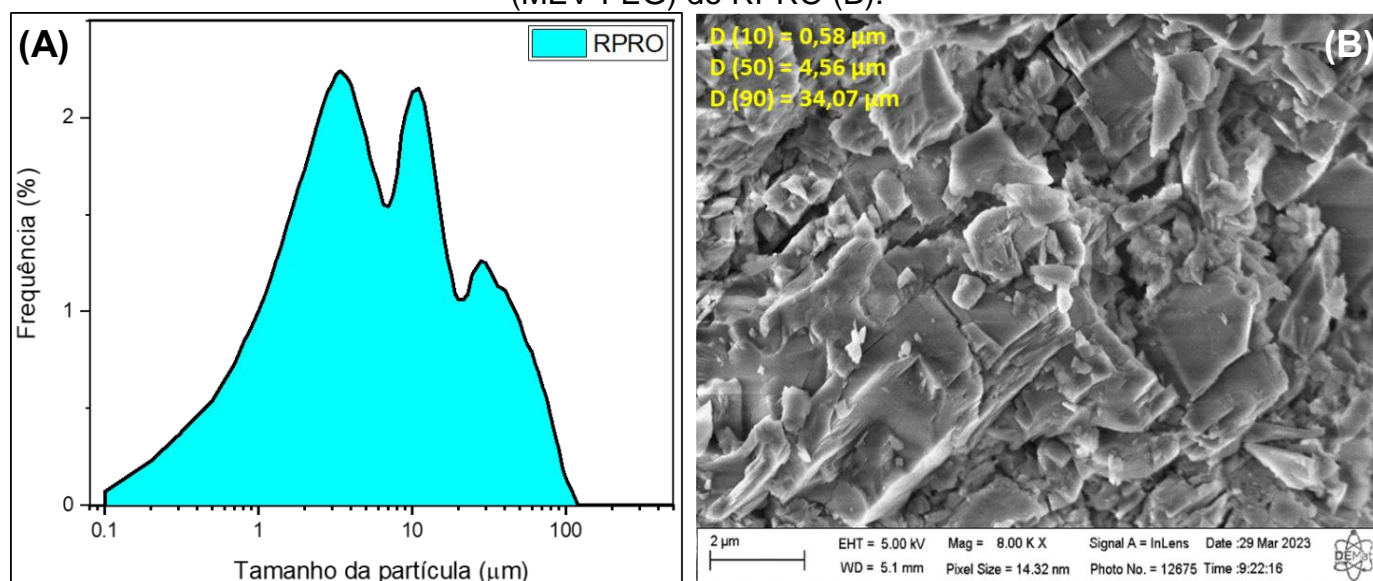 (MEV-FEG) do RPRO (B).
(A)
RPRO
Frequência (%)
2
1
0
0.1
1
10
100
Tamanho da partícula (μm)
(B)
D (10) = 0,58 μm
D (50) = 4,56 μm
D (90) = 34,07 μm
2 μm
EHT = 5.00 kV Mag = 8.00 K X Signal A = InLens Date :29 Mar 2023
WD = 5.1 mm Pixel Size = 14.32 nm Photo No. = 12675 Time :9:22:16
DEMat